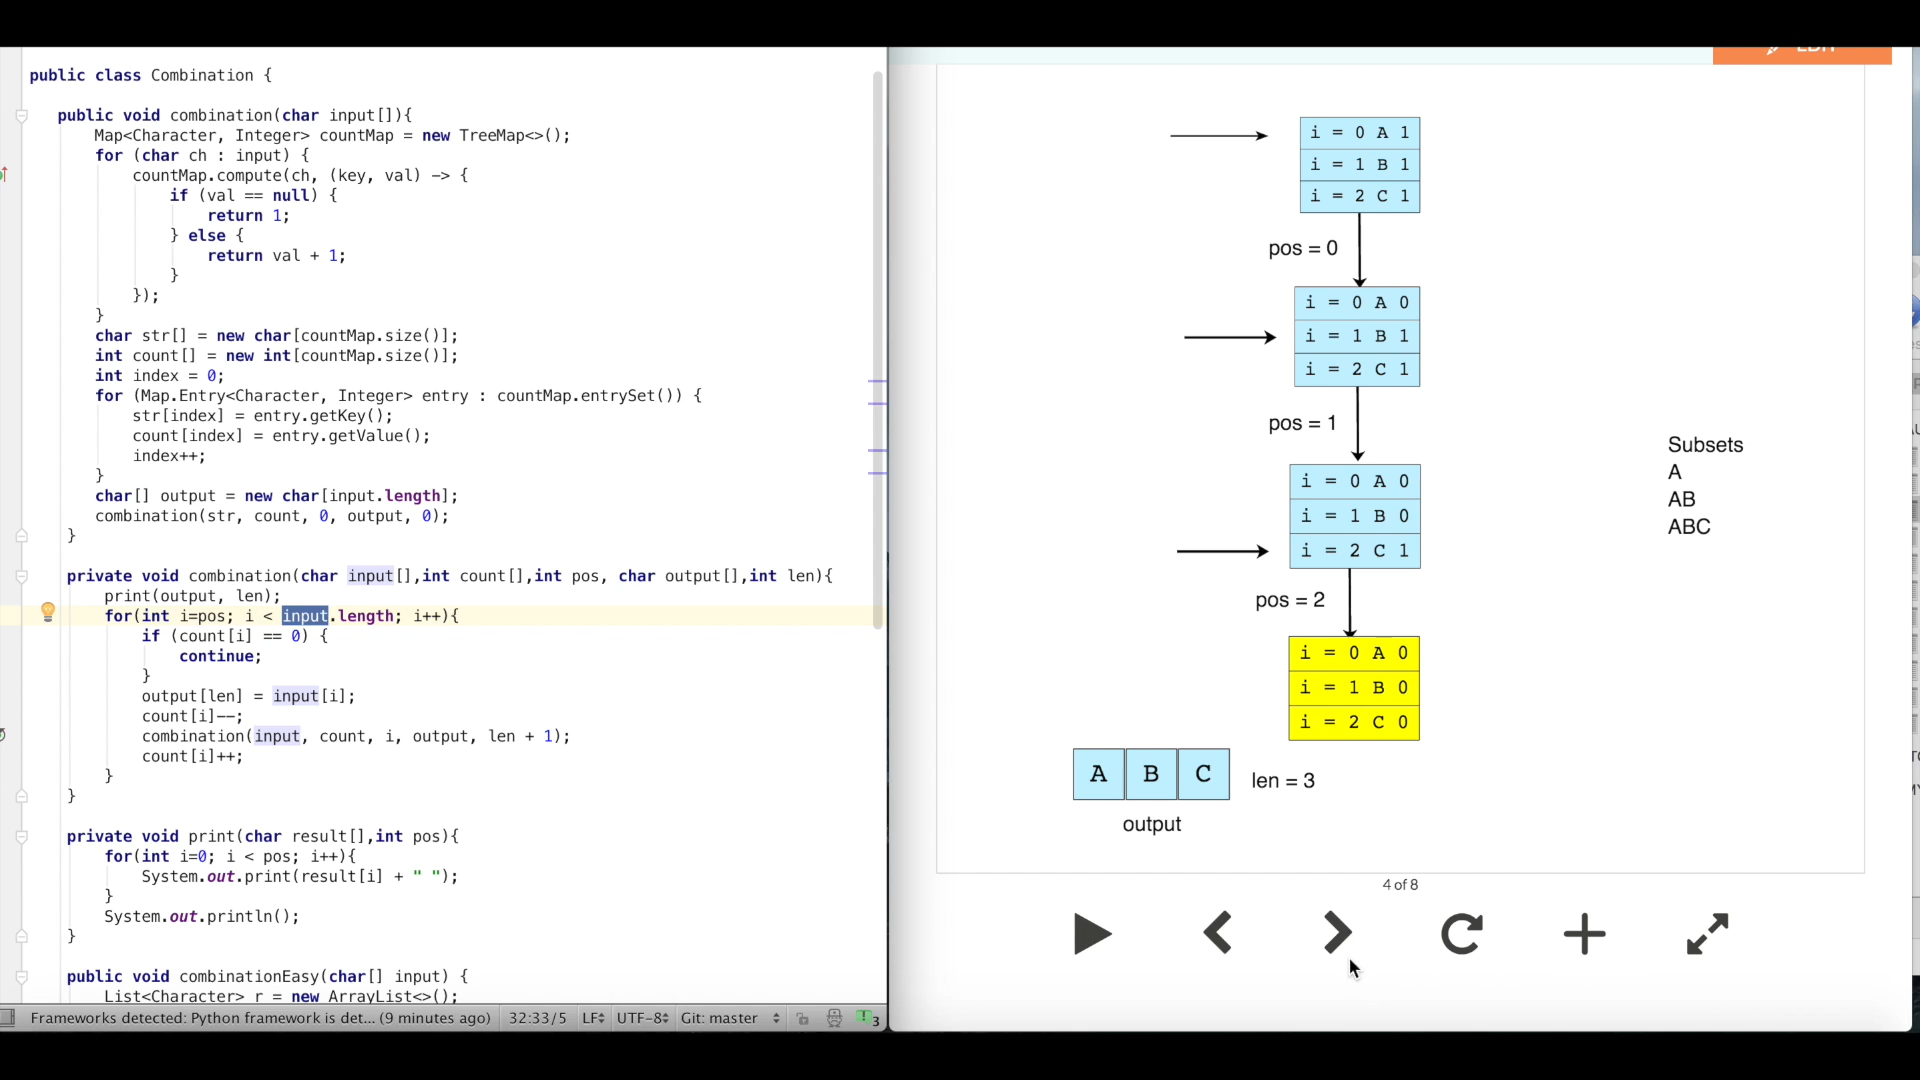 public class Combination {
public void combination(char input[]){
Map<Character, Integer> countMap = new TreeMap<>();
for (char ch : input) {
countMap.compute(ch, (key, val) -> {
if (val == null) {
return 1;
} else {
return val + 1;
}
});
}
char str[] = new char[countMap.size()];
int count[] = new int[countMap.size()];
int index = 0;
for (Map.Entry<Character, Integer> entry : countMap.entrySet()) {
str[index] = entry.getKey();
count[index] = entry.getValue();
index++;
}
char[] output = new char[input.length];
combination(str, count, 0, output, 0);
}
private void combination(char input[],int count[],int pos, char output[],int len){
print(output, len);
for(int i=pos; i < input.length; i++){
if (count[i] == 0) {
continue;
}
output[len] = input[i];
count[i]--;
combination(input, count, i, output, len + 1);
count[i]++;
}
}
private void print(char result[],int pos){
for(int i=0; i < pos; i++){
System.out.print(result[i] + " ");
}
System.out.println();
}
public void combinationEasy(char[] input) {
List<Character> r = new ArrayList<>();
Frameworks detected: Python framework is det... (9 minutes ago) 32:33/5 LF UTF-8 Git: master 3
i = 0 A 1
i = 1 B 1
i = 2 C 1
pos = 0
i = 0 A 0
i = 1 B 1
i = 2 C 1
pos = 1
i = 0 A 0
i = 1 B 0
i = 2 C 1
pos = 2
i = 0 A 0
i = 1 B 0
i = 2 C 0
A B C len = 3
output
Subsets
A
AB
ABC
4 of 8